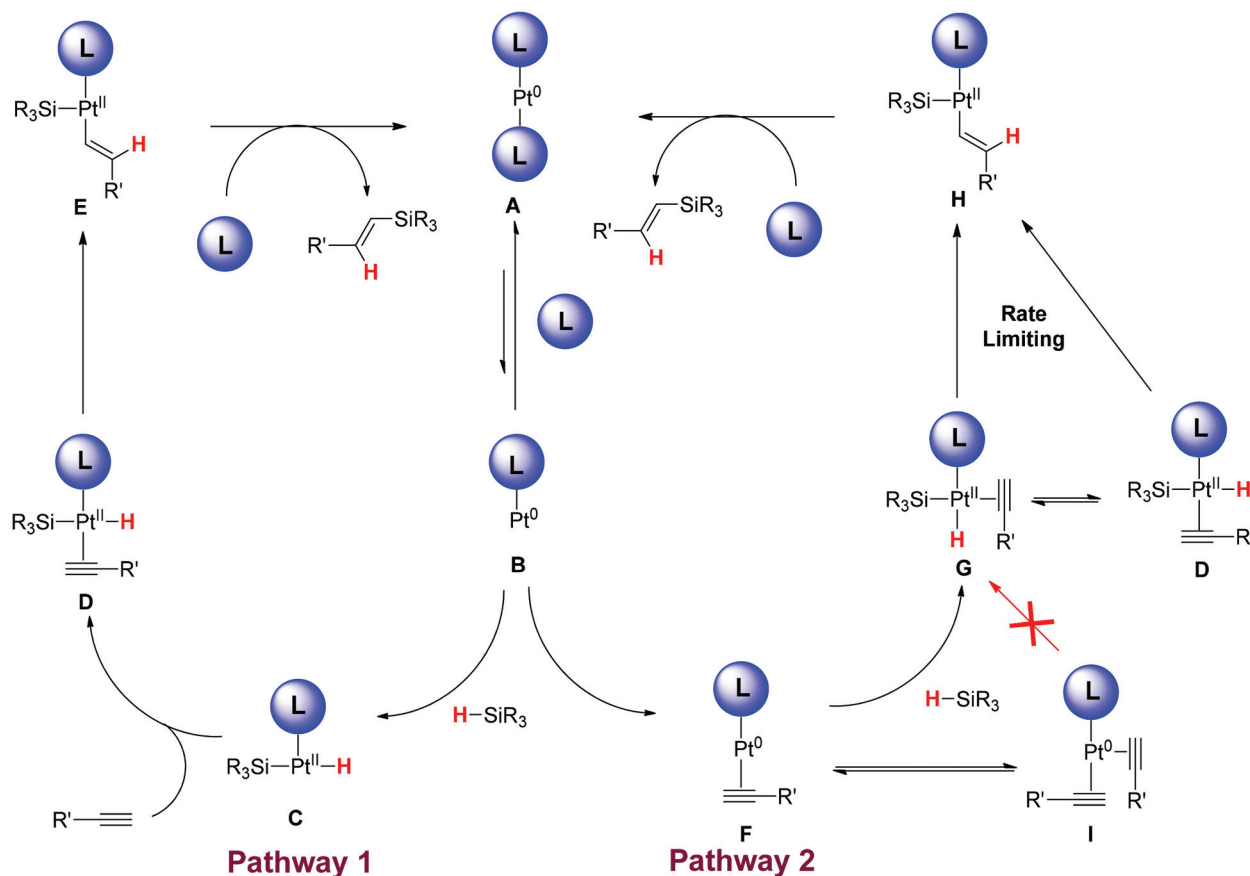 L
L
L
R₃Si
Ptᴵᴵ
H
R'
E
Pt⁰
L
A
R₃Si
Ptᴵᴵ
H
R'
H
L
SiR₃
R'
H
SiR₃
R'
H
L
L
Rate
Limiting
L
R₃Si
Ptᴵᴵ
H
R'
D
L
Pt⁰
B
L
R₃Si
Ptᴵᴵ
H
R'
G
L
R₃Si
Ptᴵᴵ
H
R
D
L
R₃Si
Ptᴵᴵ
H
C
R'
H
SiR₃
L
Pt⁰
R'
F
H
SiR₃
L
Pt⁰
R'
R'
I
Pathway 1
Pathway 2